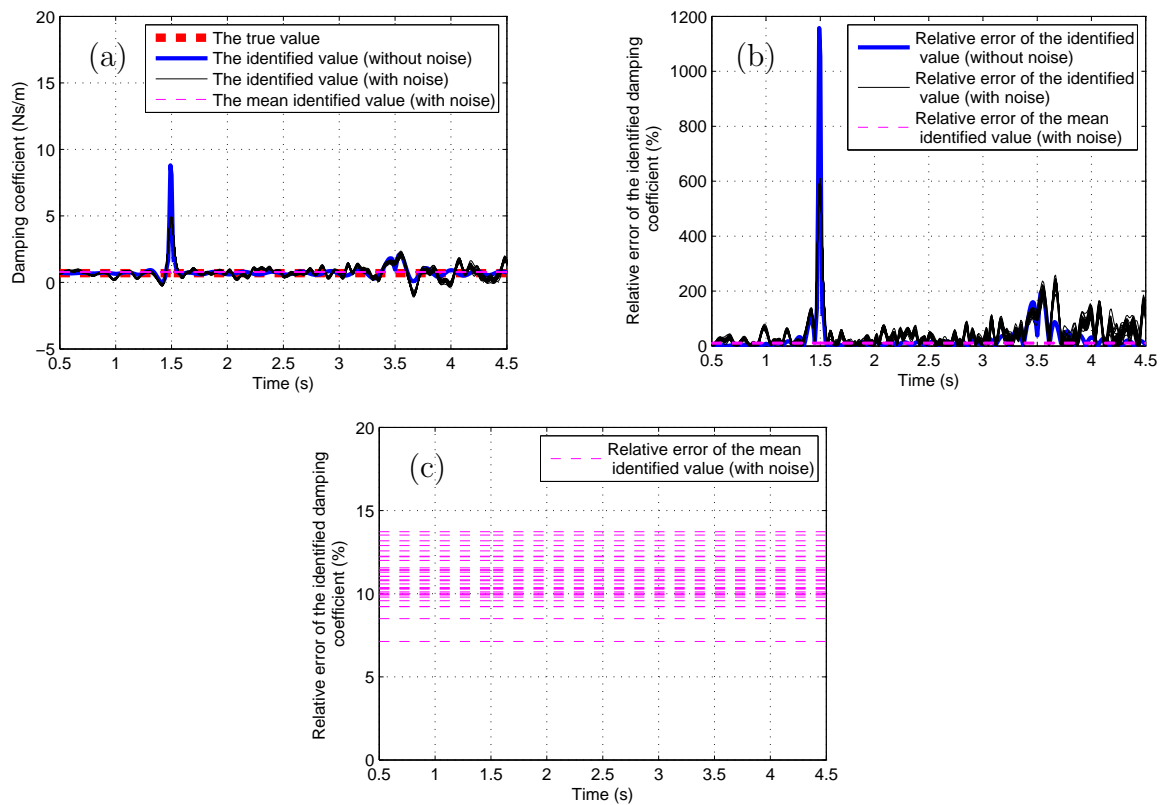 (a)
The true value
The identified value (without noise)
The identified value (with noise)
The mean identified value (with noise)
Damping coefficient (Ns/m)
20
15
10
5
0
−5
0.5 1 1.5 2 2.5 3 3.5 4 4.5
Time (s)
(b)
Relative error of the identified
value (without noise)
Relative error of the identified
value (with noise)
Relative error of the mean
identified value (with noise)
Relative error of the identified damping
coefficient (%)
1200
1000
800
600
400
200
0
0.5 1 1.5 2 2.5 3 3.5 4 4.5
Time (s)
(c)
Relative error of the mean
identified value (with noise)
Relative error of the identified damping
coefficient (%)
20
15
10
5
0
0.5 1 1.5 2 2.5 3 3.5 4 4.5
Time (s)